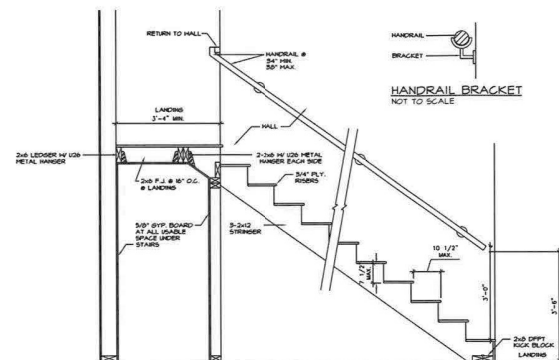 RETURN TO HALL
HANDRAIL @
34" MIN.
38" MAX.
HANDRAIL
BRACKET
HANDRAIL BRACKET
NOT TO SCALE
LANDING
3'-4" MIN.
HALL
2x6 LEDGER W/ U26
METAL HANGER
2-2x6 W/ U26 METAL
HANGER EACH SIDE
2x6 F.J. @ 16" O.C.
@ LANDING
3/4" PLY.
RISERS
5/8" GYP. BOARD
AT ALL USABLE
SPACE UNDER
STAIRS
3-2x12
STRINGER
10 1/2"
MAX.
7 1/2"
MAX.
3'-0"
3'-6"
2x6 DFPT
KICK BLOCK
LANDING